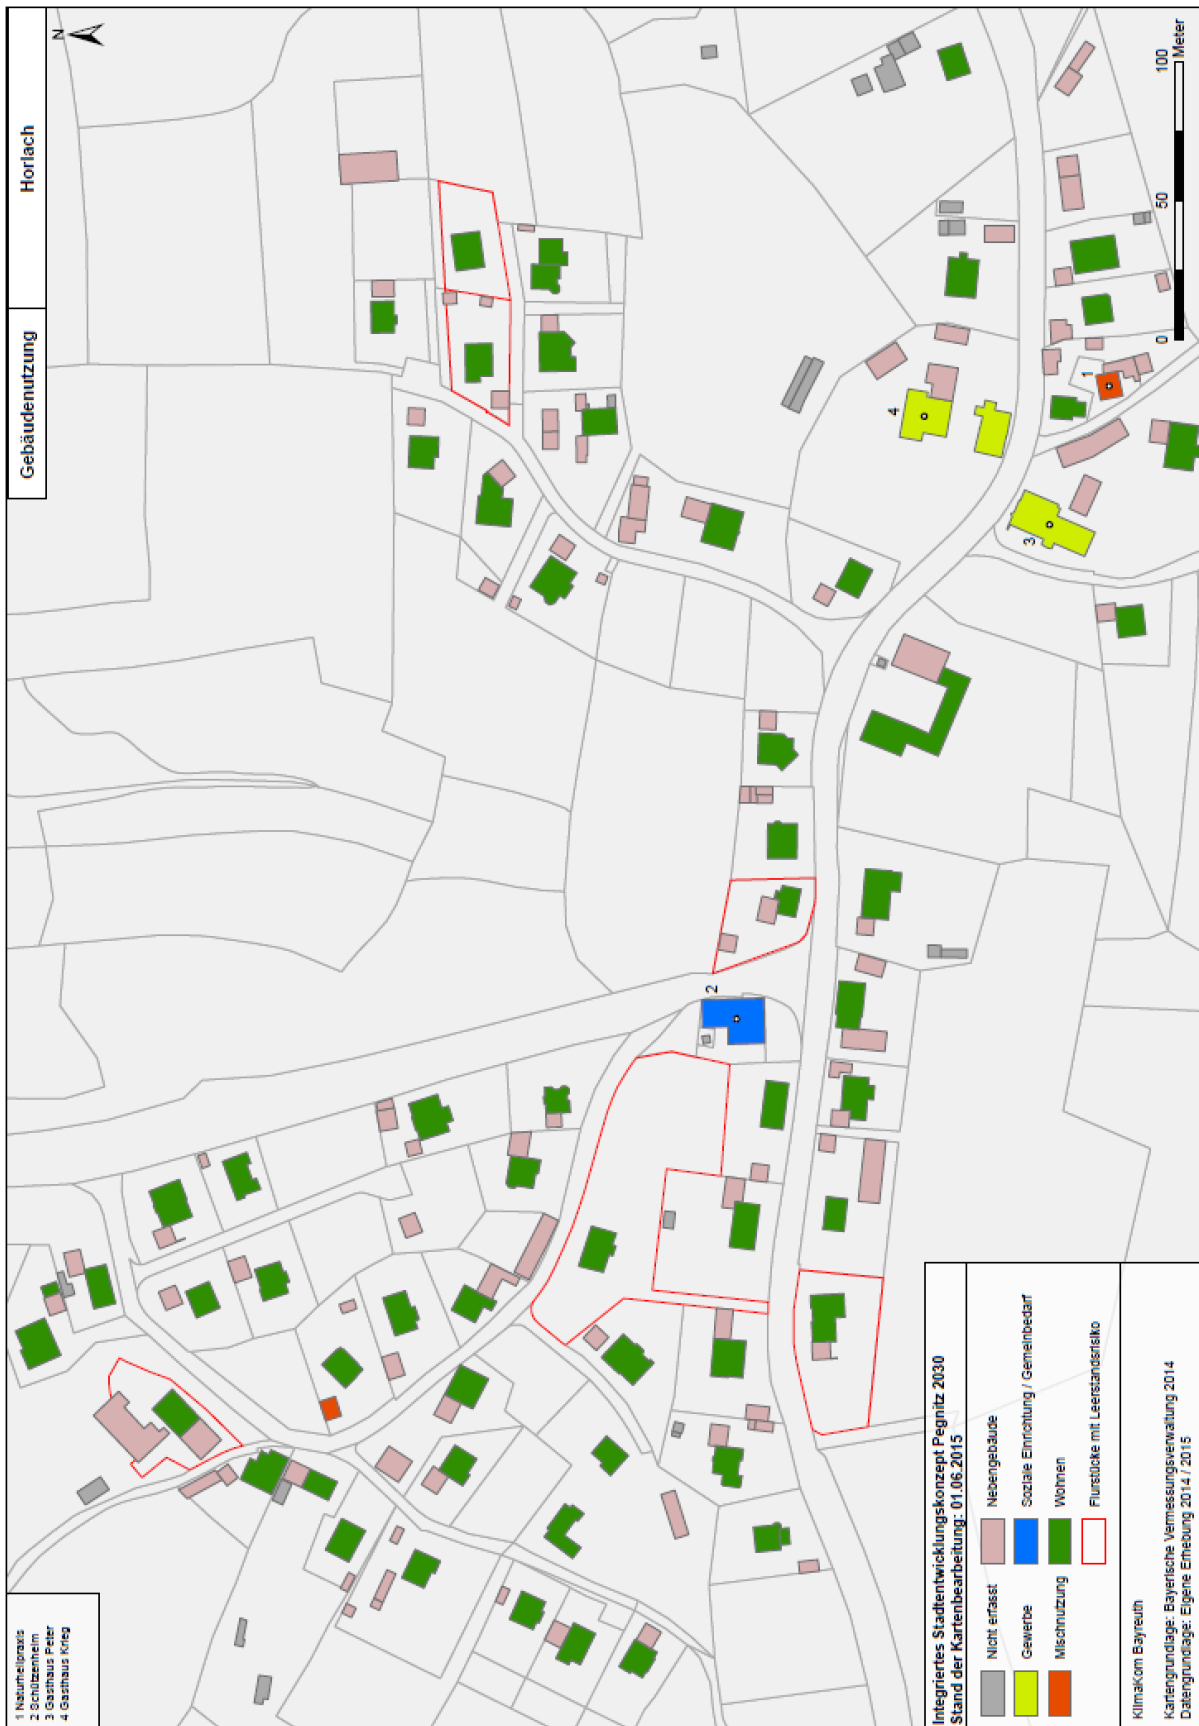 Gebäudenutzung
Horlach
N
1 Naturheilpraxis
2 Schützenheim
3 Gasthaus Peter
4 Gasthaus Krieg
2
4
3
1
0
50
100
Meter
Integriertes Stadtentwicklungskonzept Pegnitz 2030
Stand der Kartenbearbeitung: 01.06.2015
Nicht erfasst
Nebengebäude
Gewerbe
Soziale Einrichtung / Gemeinbedarf
Mischnutzung
Wohnen
Flurstücke mit Leerstandsrisiko
KlimaKom Bayreuth
Kartengrundlage: Bayerische Vermessungsverwaltung 2014
Datengrundlage: Eigene Erhebung 2014 / 2015